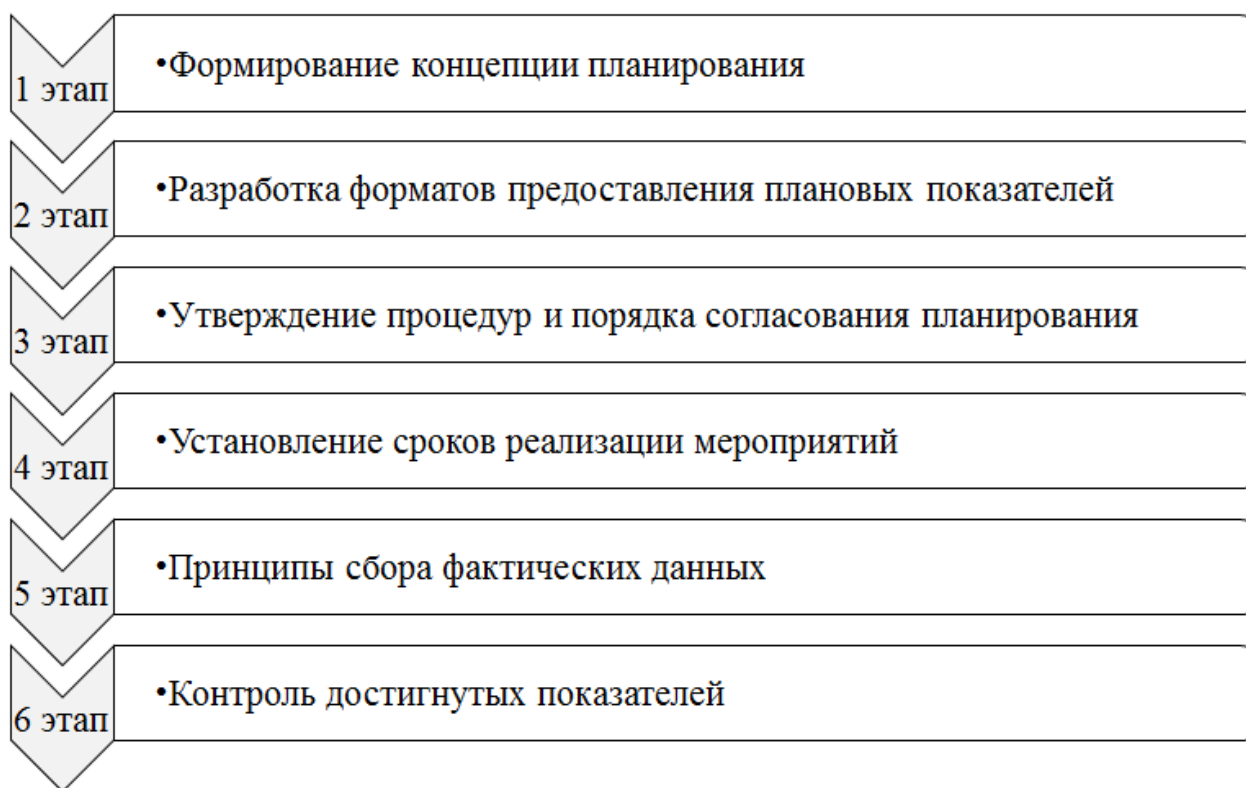 1 этап
•Формирование концепции планирования
2 этап
•Разработка форматов предоставления плановых показателей
3 этап
•Утверждение процедур и порядка согласования планирования
4 этап
•Установление сроков реализации мероприятий
5 этап
•Принципы сбора фактических данных
6 этап
•Контроль достигнутых показателей